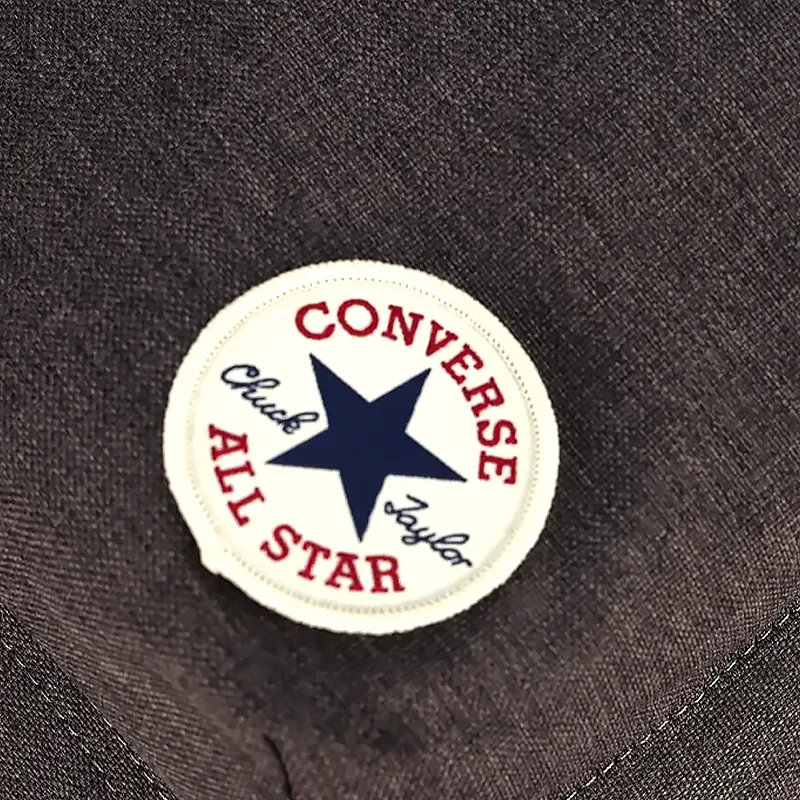 CONVERSE
Chuck
Taylor
ALL STAR